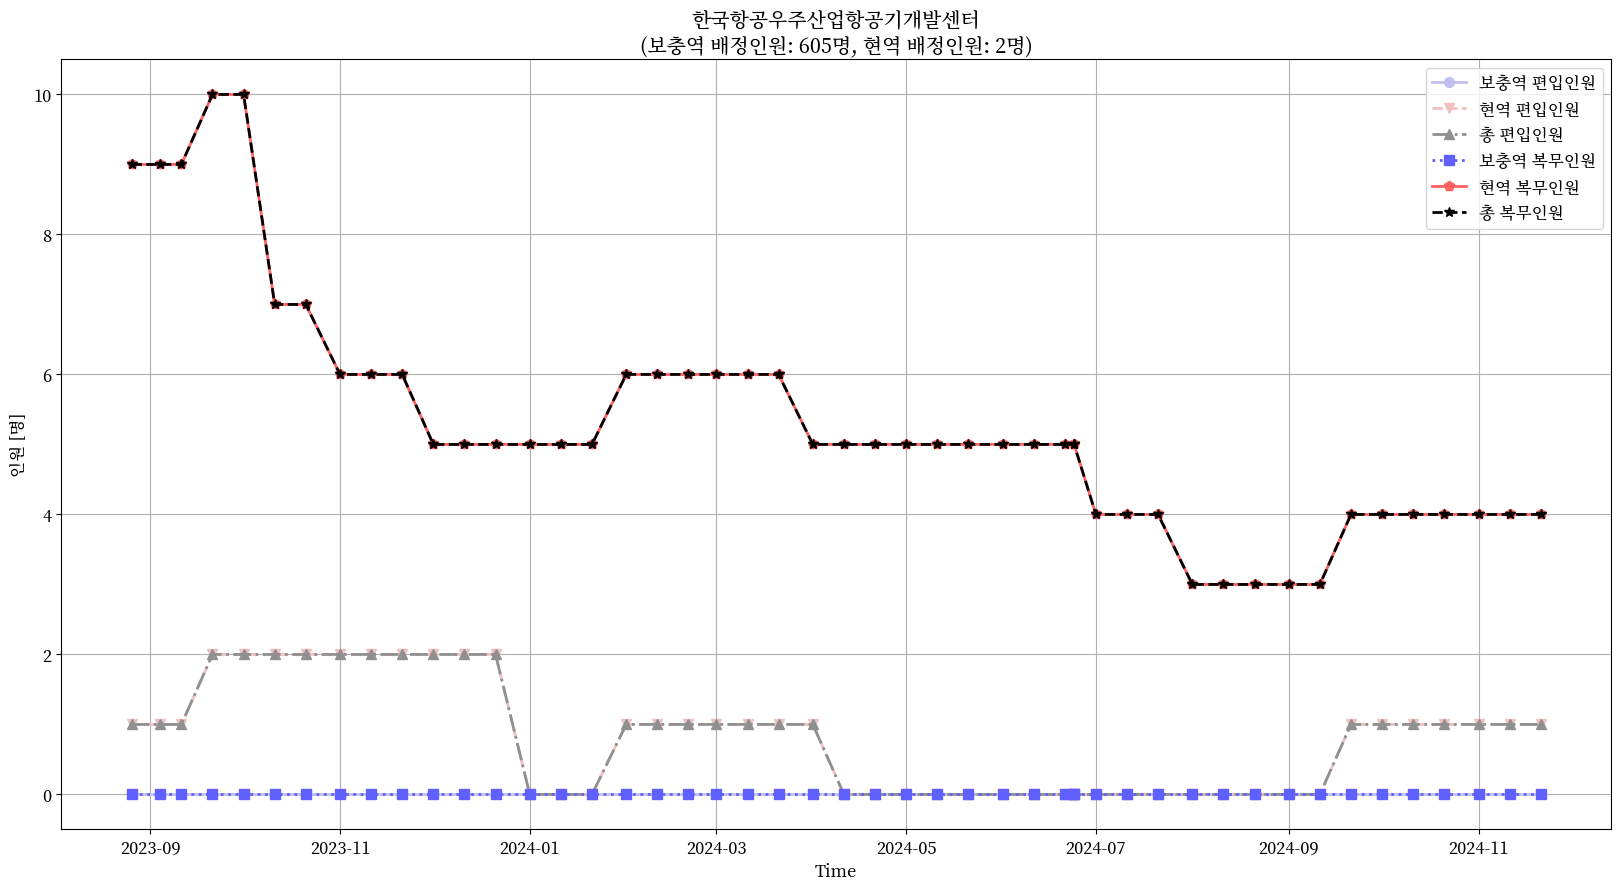 한국항공우주산업항공기개발센터
(보충역 배정인원: 605명, 현역 배정인원: 2명)
보충역 편입인원
현역 편입인원
총 편입인원
보충역 복무인원
현역 복무인원
총 복무인원
인원 [명]
10
8
6
4
2
0
2023-09
2023-11
2024-01
2024-03
2024-05
2024-07
2024-09
2024-11
Time